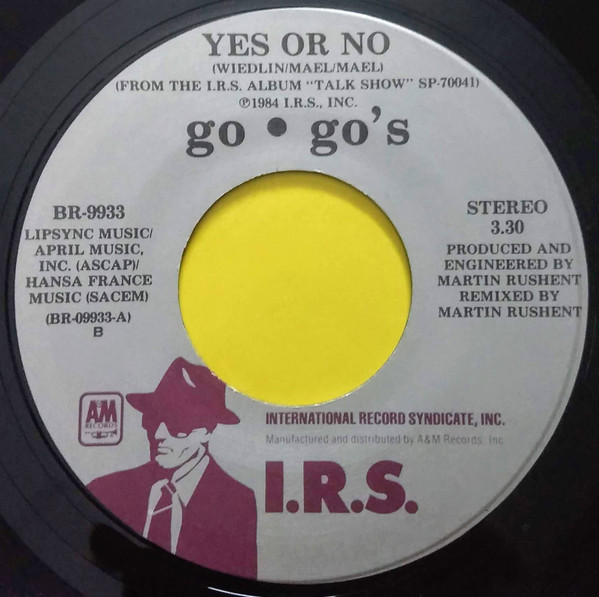 YES OR NO
(WIEDLIN/MAEL/MAEL)
(FROM THE I.R.S. ALBUM "TALK SHOW" SP-70041)
℗1984 I.R.S., INC.
go • go's
BR-9933
LIPSYNC MUSIC/
APRIL MUSIC,
INC. (ASCAP)/
HANSA FRANCE
MUSIC (SACEM)
(BR-09933-A)
B
STEREO
3.30
PRODUCED AND
ENGINEERED BY
MARTIN RUSHENT
REMIXED BY
MARTIN RUSHENT
A&M
RECORDS
INTERNATIONAL RECORD SYNDICATE, INC.
Manufactured and distributed by A&M Records, Inc
I.R.S.